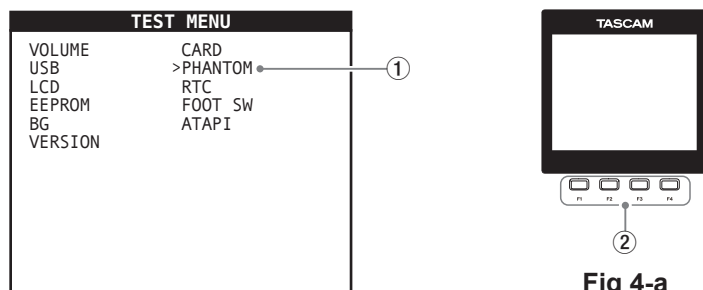 TEST MENU
VOLUME CARD
USB >PHANTOM
LCD RTC
EEPROM FOOT SW
BG ATAPI
VERSION
1
TASCAM
F1 F2 F3 F4
2
Fig 4-a